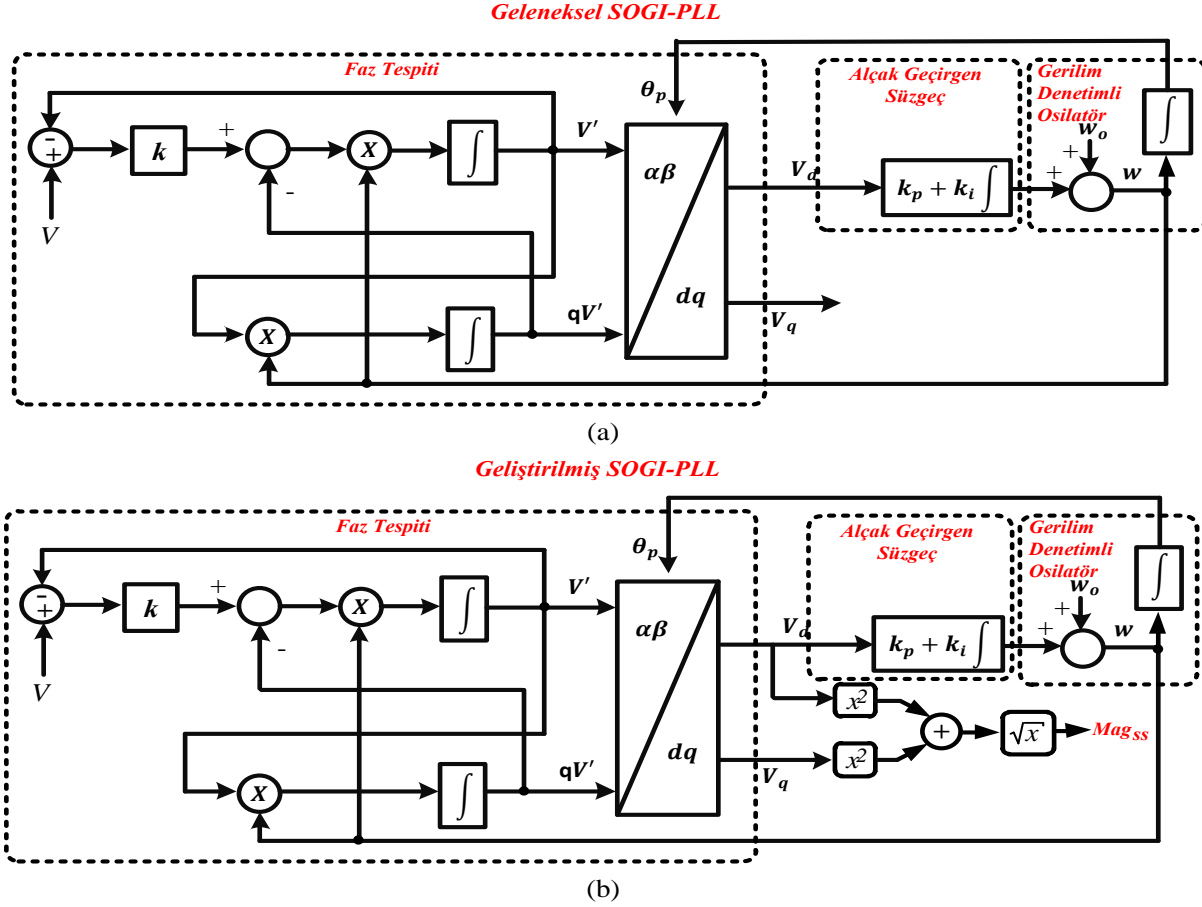 Geleneksel SOGI-PLL
Faz Tespiti
Alçak Geçirgen
Süzgeç
Gerilim
Denetimli
Osilatör
θp
wo
∫
-
+
k
+
X
∫
V'
αβ
Vd
kp + ki ∫
+
+
w
V
-
X
∫
qV'
dq
Vq
(a)
Geliştirilmiş SOGI-PLL
Faz Tespiti
Alçak Geçirgen
Süzgeç
Gerilim
Denetimli
Osilatör
θp
wo
∫
-
+
k
+
X
∫
V'
αβ
Vd
kp + ki ∫
+
+
w
V
-
x²
+
√x
Magss
X
∫
qV'
dq
Vq
x²
(b)